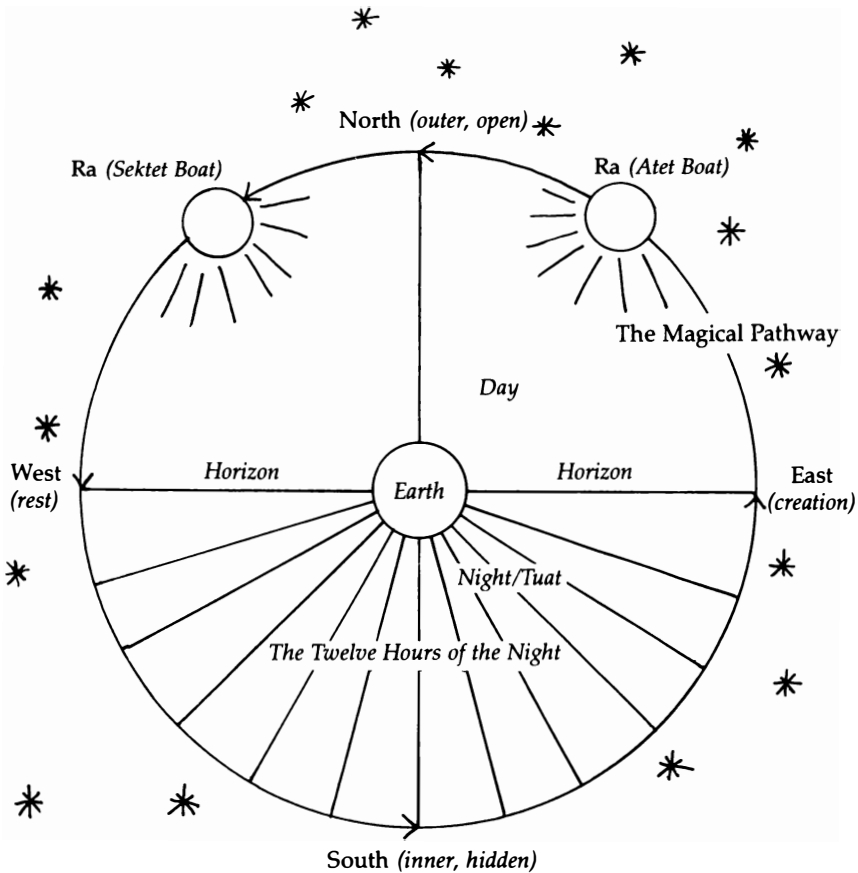 North (outer, open)
Ra (Sektet Boat)
Ra (Atet Boat)
The Magical Pathway
Day
West
(rest)
Horizon
Earth
Horizon
East
(creation)
Night/Tuat
The Twelve Hours of the Night
South (inner, hidden)